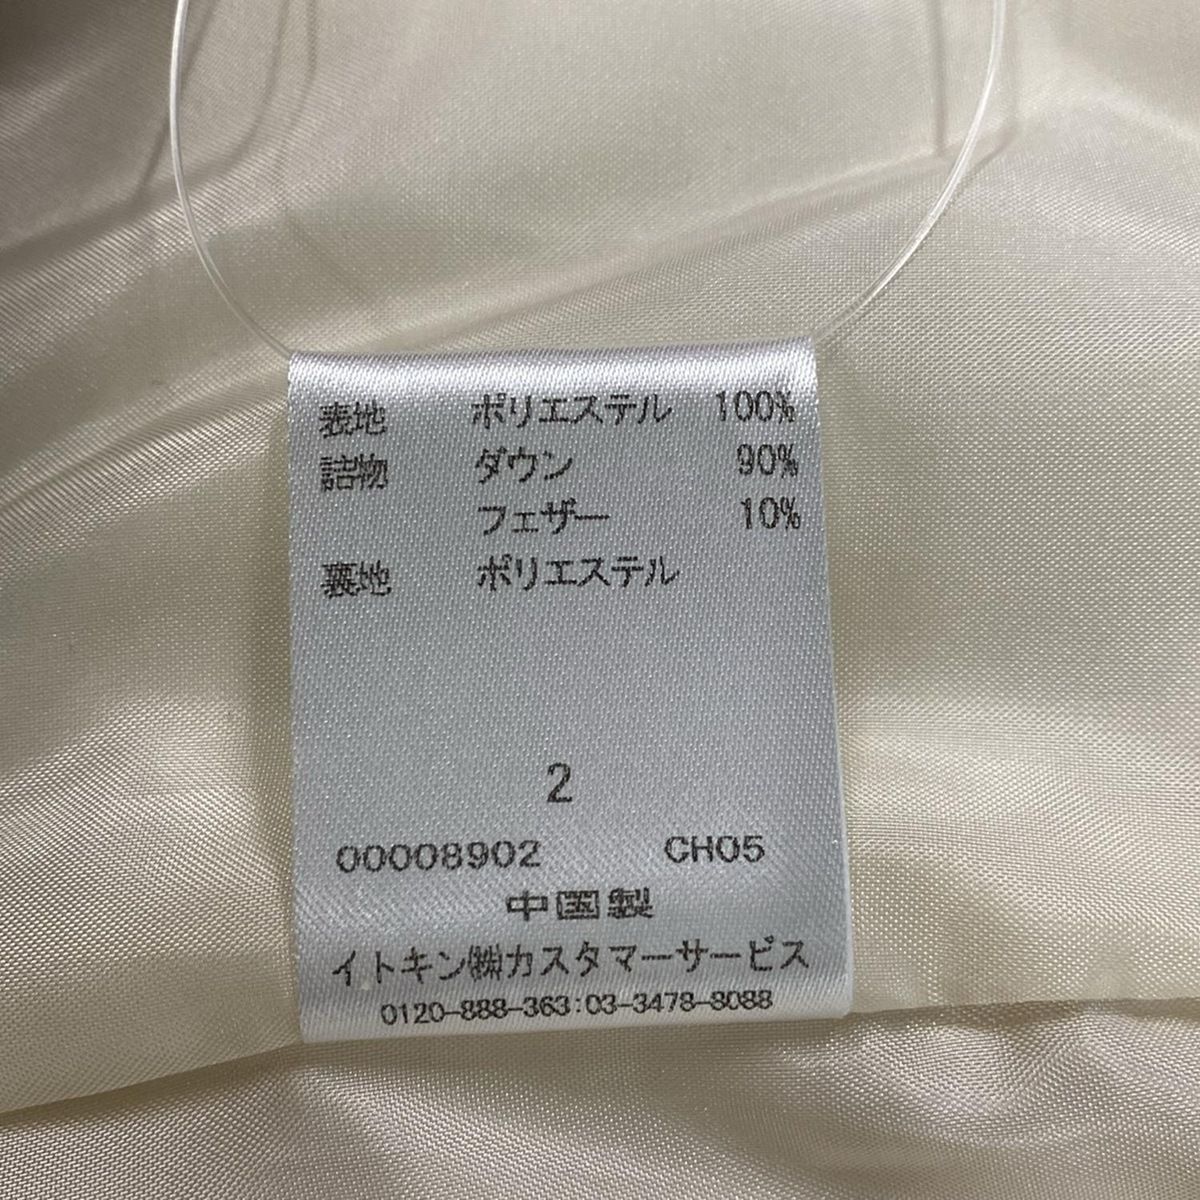 表地 ポリエステル 100%
詰物 ダウン 90%
フェザー 10%
裏地 ポリエステル
2
00008902 CH05
中国製
イトキン㈱カスタマーサービス
0120-888-363:03-3478-8088